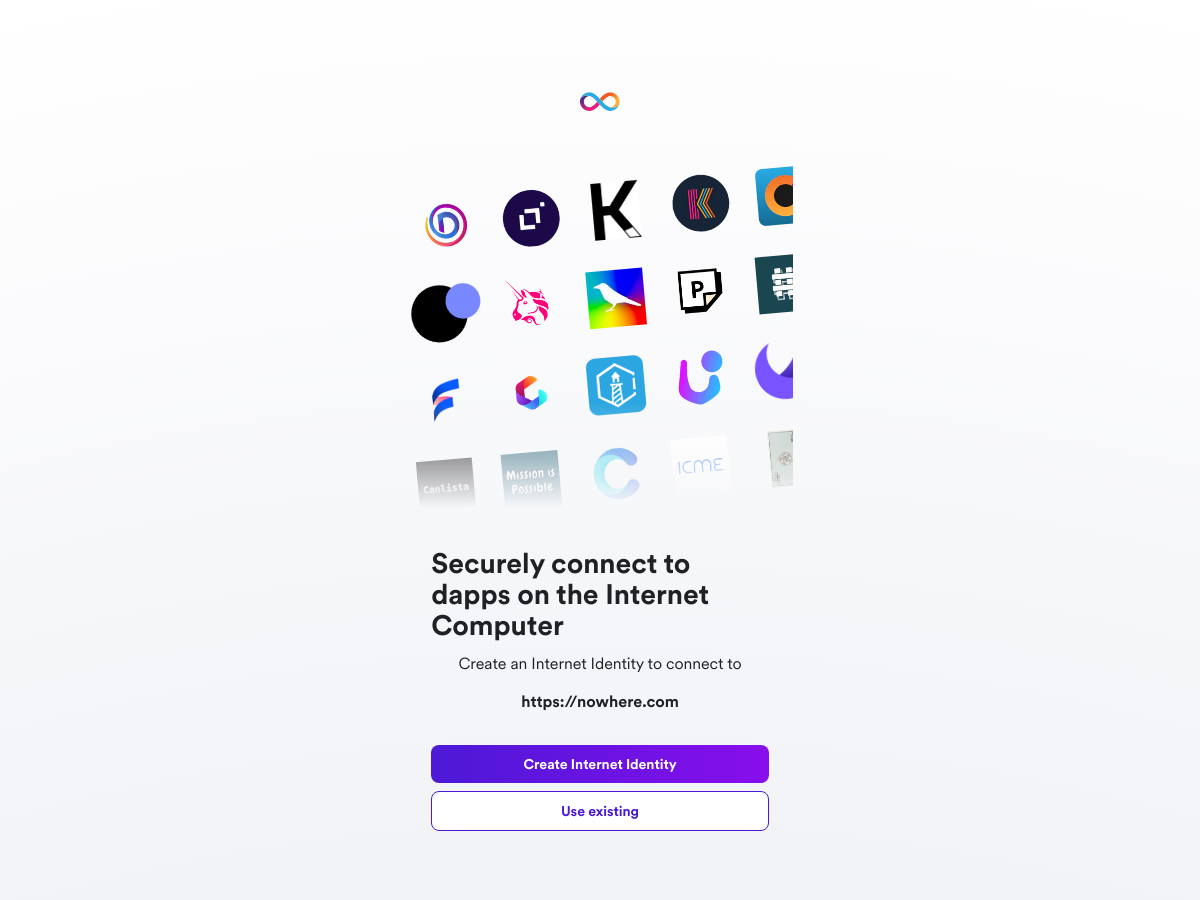 K
P
Canlista
Mission is
Possible
ICME
Securely connect to
dapps on the Internet
Computer
Create an Internet Identity to connect to
https://nowhere.com
Create Internet Identity
Use existing